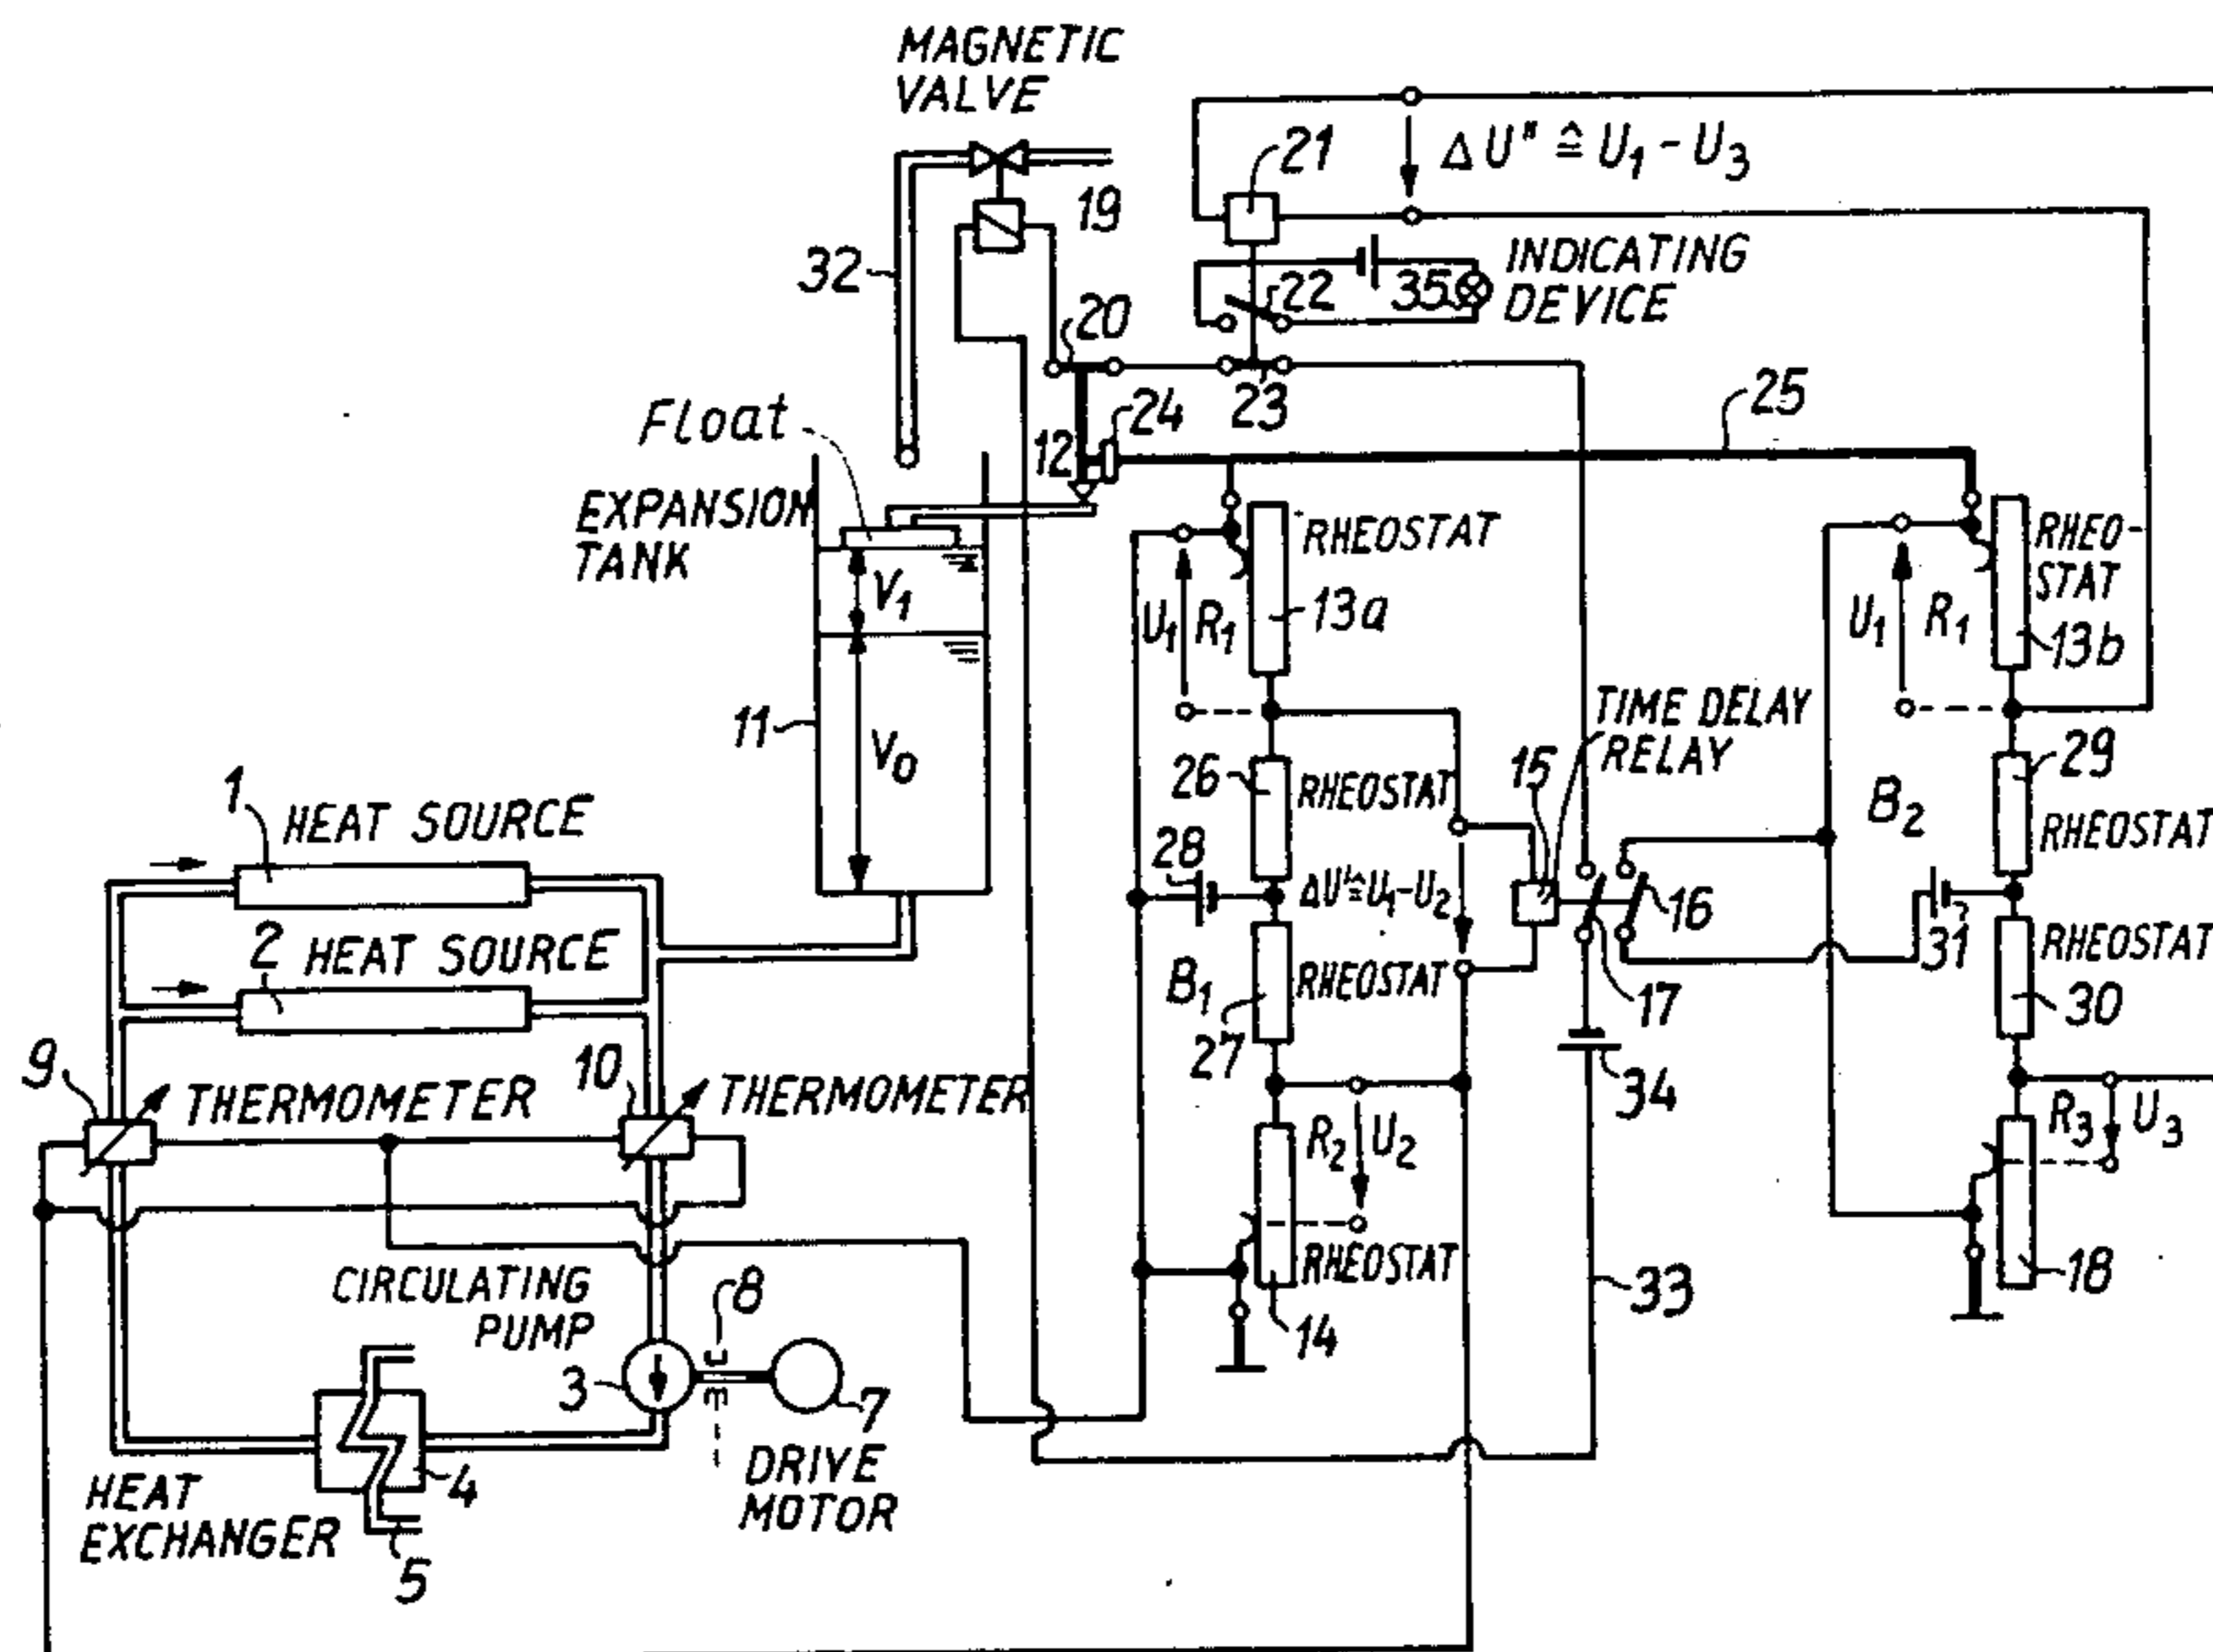 MAGNETIC
VALVE
19
32
20
21
ΔU" ≙ U1 - U3
INDICATING
DEVICE
35
22
23
24
12
25
Float
EXPANSION
TANK
V1
V0
11
RHEOSTAT
13a
U1
R1
RHEO-
STAT
13b
U1
R1
TIME DELAY
RELAY
15
26
RHEOSTAT
28
ΔU' ≙ U1-U2
B1
RHEOSTAT
27
16
17
34
B2
29
RHEOSTAT
31
RHEOSTAT
30
R2
U2
RHEOSTAT
14
33
R3
U3
18
1
HEAT SOURCE
2
HEAT SOURCE
9
THERMOMETER
10
THERMOMETER
CIRCULATING
PUMP
3
8
7
DRIVE
MOTOR
HEAT
EXCHANGER
4
5